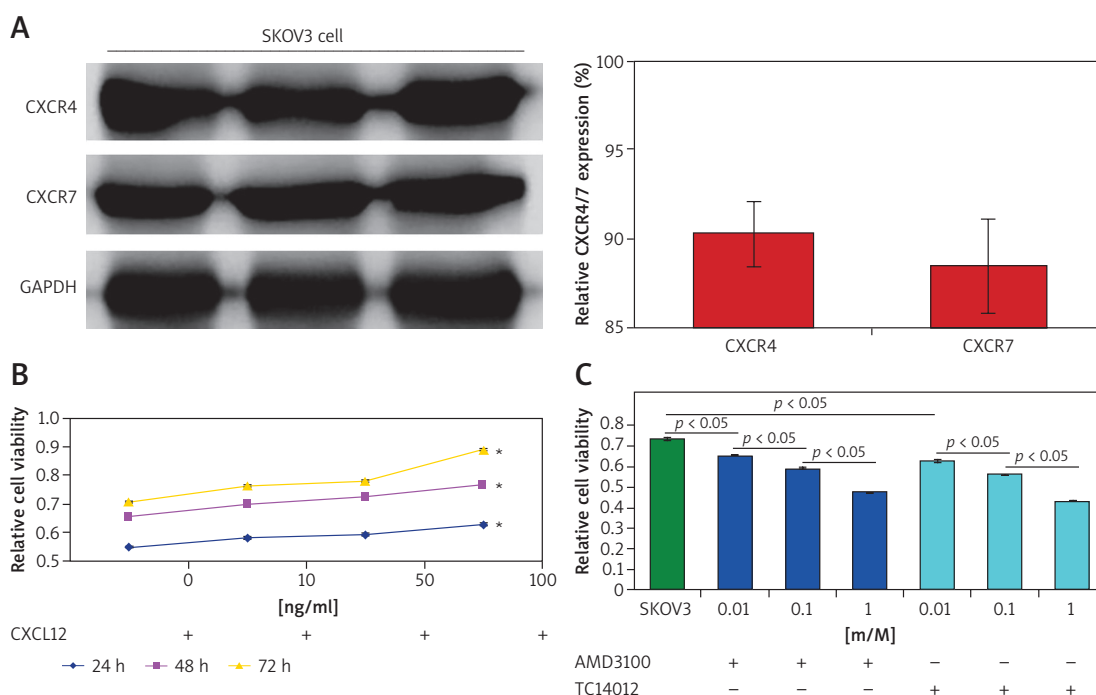 A
SKOV3 cell
CXCR4
CXCR7
GAPDH
Relative CXCR4/7 expression (%)
100
95
90
85
CXCR4 CXCR7
B
Relative cell viability
1.0
0.9
0.8
0.7
0.6
0.5
* 
*
*
0 10 50 100
[ng/ml]
CXCL12 + + + +
24 h 48 h 72 h
C
Relative cell viability
0.8
0.7
0.6
0.5
0.4
0.3
0.2
0.1
0
p < 0.05
p < 0.05
p < 0.05
p < 0.05
p < 0.05
p < 0.05
SKOV3 0.01 0.1 1 0.01 0.1 1
[m/M]
AMD3100 + + + – – –
TC14012 – – – + + +